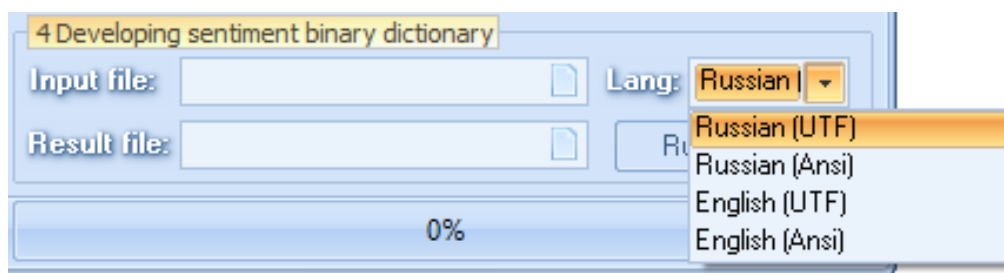 4 Developing sentiment binary dictionary
Input file: Lang: Russian
Russian (UTF)
Result file:
Russian (Ansi)
English (UTF)
0%
English (Ansi)